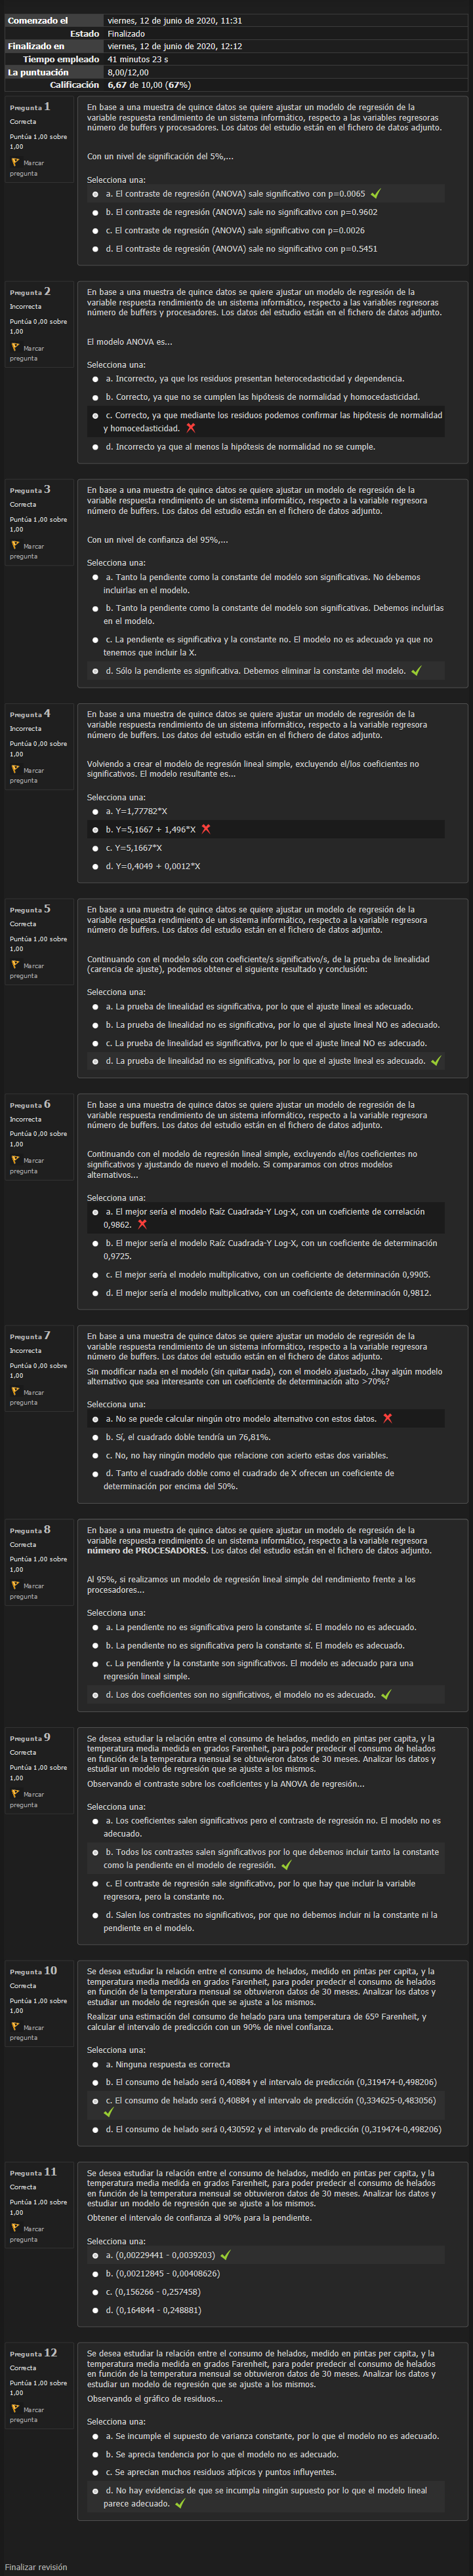 Comenzado el viernes, 12 de junio de 2020, 11:31
Estado Finalizado
Finalizado en viernes, 12 de junio de 2020, 12:12
Tiempo empleado 41 minutos 23 s
La puntuación 8,00/12,00
Calificación 6,67 de 10,00 (67%)
Pregunta 1
Correcta
Puntúa 1,00 sobre
1,00
Marcar
pregunta
En base a una muestra de quince datos se quiere ajustar un modelo de regresión de la
variable respuesta rendimiento de un sistema informático, respecto a las variables regresoras
número de buffers y procesadores. Los datos del estudio están en el fichero de datos adjunto.
Con un nivel de significación del 5%,...
Selecciona una:
a. El contraste de regresión (ANOVA) sale significativo con p=0.0065
b. El contraste de regresión (ANOVA) sale no significativo con p=0.9602
c. El contraste de regresión (ANOVA) sale significativo con p=0.0026
d. El contraste de regresión (ANOVA) sale no significativo con p=0.5451
Pregunta 2
Incorrecta
Puntúa 0,00 sobre
1,00
Marcar
pregunta
En base a una muestra de quince datos se quiere ajustar un modelo de regresión de la
variable respuesta rendimiento de un sistema informático, respecto a las variables regresoras
número de buffers y procesadores. Los datos del estudio están en el fichero de datos adjunto.
El modelo ANOVA es...
Selecciona una:
a. Incorrecto, ya que los residuos presentan heterocedasticidad y dependencia.
b. Correcto, ya que no se cumplen las hipótesis de normalidad y homocedasticidad.
c. Correcto, ya que mediante los residuos podemos confirmar las hipótesis de normalidad
y homocedasticidad.
d. Incorrecto ya que al menos la hipótesis de normalidad no se cumple.
Pregunta 3
Correcta
Puntúa 1,00 sobre
1,00
Marcar
pregunta
En base a una muestra de quince datos se quiere ajustar un modelo de regresión de la
variable respuesta rendimiento de un sistema informático, respecto a la variable regresora
número de buffers. Los datos del estudio están en el fichero de datos adjunto.
Con un nivel de confianza del 95%,...
Selecciona una:
a. Tanto la pendiente como la constante del modelo son significativas. No debemos
incluirlas en el modelo.
b. Tanto la pendiente como la constante del modelo son significativas. Debemos incluirlas
en el modelo.
c. La pendiente es significativa y la constante no. El modelo no es adecuado ya que no
tenemos que incluir la X.
d. Sólo la pendiente es significativa. Debemos eliminar la constante del modelo.
Pregunta 4
Incorrecta
Puntúa 0,00 sobre
1,00
Marcar
pregunta
En base a una muestra de quince datos se quiere ajustar un modelo de regresión de la
variable respuesta rendimiento de un sistema informático, respecto a la variable regresora
número de buffers. Los datos del estudio están en el fichero de datos adjunto.
Volviendo a crear el modelo de regresión lineal simple, excluyendo el/los coeficientes no
significativos. El modelo resultante es...
Selecciona una:
a. Y=1,77782*X
b. Y=5,1667 + 1,496*X
c. Y=5,1667*X
d. Y=0,4049 + 0,0012*X
Pregunta 5
Correcta
Puntúa 1,00 sobre
1,00
Marcar
pregunta
En base a una muestra de quince datos se quiere ajustar un modelo de regresión de la
variable respuesta rendimiento de un sistema informático, respecto a la variable regresora
número de buffers. Los datos del estudio están en el fichero de datos adjunto.
Continuando con el modelo sólo con coeficiente/s significativo/s, de la prueba de linealidad
(carencia de ajuste), podemos obtener el siguiente resultado y conclusión:
Selecciona una:
a. La prueba de linealidad es significativa, por lo que el ajuste lineal es adecuado.
b. La prueba de linealidad no es significativa, por lo que el ajuste lineal NO es adecuado.
c. La prueba de linealidad es significativa, por lo que el ajuste lineal NO es adecuado.
d. La prueba de linealidad no es significativa, por lo que el ajuste lineal es adecuado.
Pregunta 6
Incorrecta
Puntúa 0,00 sobre
1,00
Marcar
pregunta
En base a una muestra de quince datos se quiere ajustar un modelo de regresión de la
variable respuesta rendimiento de un sistema informático, respecto a la variable regresora
número de buffers. Los datos del estudio están en el fichero de datos adjunto.
Continuando con el modelo de regresión lineal simple, excluyendo el/los coeficientes no
significativos y ajustando de nuevo el modelo. Si comparamos con otros modelos
alternativos...
Selecciona una:
a. El mejor sería el modelo Raíz Cuadrada-Y Log-X, con un coeficiente de correlación
0,9862.
b. El mejor sería el modelo Raíz Cuadrada-Y Log-X, con un coeficiente de determinación
0,9725.
c. El mejor sería el modelo multiplicativo, con un coeficiente de determinación 0,9905.
d. El mejor sería el modelo multiplicativo, con un coeficiente de determinación 0,9812.
Pregunta 7
Incorrecta
Puntúa 0,00 sobre
1,00
Marcar
pregunta
En base a una muestra de quince datos se quiere ajustar un modelo de regresión de la
variable respuesta rendimiento de un sistema informático, respecto a la variable regresora
número de buffers. Los datos del estudio están en el fichero de datos adjunto.
Sin modificar nada en el modelo (sin quitar nada), con el modelo ajustado, ¿hay algún modelo
alternativo que sea interesante con un coeficiente de determinación alto >70%?
Selecciona una:
a. No se puede calcular ningún otro modelo alternativo con estos datos.
b. Sí, el cuadrado doble tendría un 76,81%.
c. No, no hay ningún modelo que relacione con acierto estas dos variables.
d. Tanto el cuadrado doble como el cuadrado de X ofrecen un coeficiente de
determinación por encima del 50%.
Pregunta 8
Correcta
Puntúa 1,00 sobre
1,00
Marcar
pregunta
En base a una muestra de quince datos se quiere ajustar un modelo de regresión de la
variable respuesta rendimiento de un sistema informático, respecto a la variable regresora
número de PROCESADORES. Los datos del estudio están en el fichero de datos adjunto.
Al 95%, si realizamos un modelo de regresión lineal simple del rendimiento frente a los
procesadores...
Selecciona una:
a. La pendiente no es significativa pero la constante sí. El modelo no es adecuado.
b. La pendiente no es significativa pero la constante sí. El modelo es adecuado.
c. La pendiente y la constante son significativos. El modelo es adecuado para una
regresión lineal simple.
d. Los dos coeficientes son no significativos, el modelo no es adecuado.
Pregunta 9
Correcta
Puntúa 1,00 sobre
1,00
Marcar
pregunta
Se desea estudiar la relación entre el consumo de helados, medido en pintas per capita, y la
temperatura media medida en grados Farenheit, para poder predecir el consumo de helados
en función de la temperatura mensual se obtuvieron datos de 30 meses. Analizar los datos y
estudiar un modelo de regresión que se ajuste a los mismos.
Observando el contraste sobre los coeficientes y la ANOVA de regresión...
Selecciona una:
a. Los coeficientes salen significativos pero el contraste de regresión no. El modelo no es
adecuado.
b. Todos los contrastes salen significativos por lo que debemos incluir tanto la constante
como la pendiente en el modelo de regresión.
c. El contraste de regresión sale significativo, por lo que hay que incluir la variable
regresora, pero la constante no.
d. Salen los contrastes no significativos, por que no debemos incluir ni la constante ni la
pendiente en el modelo.
Pregunta 10
Correcta
Puntúa 1,00 sobre
1,00
Marcar
pregunta
Se desea estudiar la relación entre el consumo de helados, medido en pintas per capita, y la
temperatura media medida en grados Farenheit, para poder predecir el consumo de helados
en función de la temperatura mensual se obtuvieron datos de 30 meses. Analizar los datos y
estudiar un modelo de regresión que se ajuste a los mismos.
Realizar una estimación del consumo de helado para una temperatura de 65º Farenheit, y
calcular el intervalo de predicción con un 90% de nivel confianza.
Selecciona una:
a. Ninguna respuesta es correcta
b. El consumo de helado será 0,40884 y el intervalo de predicción (0,319474-0,498206)
c. El consumo de helado será 0,40884 y el intervalo de predicción (0,334625-0,483056)
d. El consumo de helado será 0,430592 y el intervalo de predicción (0,319474-0,498206)
Pregunta 11
Correcta
Puntúa 1,00 sobre
1,00
Marcar
pregunta
Se desea estudiar la relación entre el consumo de helados, medido en pintas per capita, y la
temperatura media medida en grados Farenheit, para poder predecir el consumo de helados
en función de la temperatura mensual se obtuvieron datos de 30 meses. Analizar los datos y
estudiar un modelo de regresión que se ajuste a los mismos.
Obtener el intervalo de confianza al 90% para la pendiente.
Selecciona una:
a. (0,00229441 - 0,0039203)
b. (0,00212845 - 0,00408626)
c. (0,156266 - 0,257458)
d. (0,164844 - 0,248881)
Pregunta 12
Correcta
Puntúa 1,00 sobre
1,00
Marcar
pregunta
Se desea estudiar la relación entre el consumo de helados, medido en pintas per capita, y la
temperatura media medida en grados Farenheit, para poder predecir el consumo de helados
en función de la temperatura mensual se obtuvieron datos de 30 meses. Analizar los datos y
estudiar un modelo de regresión que se ajuste a los mismos.
Observando el gráfico de residuos...
Selecciona una:
a. Se incumple el supuesto de varianza constante, por lo que el modelo no es adecuado.
b. Se aprecia tendencia por lo que el modelo no es adecuado.
c. Se aprecian muchos residuos atípicos y puntos influyentes.
d. No hay evidencias de que se incumpla ningún supuesto por lo que el modelo lineal
parece adecuado.
Finalizar revisión